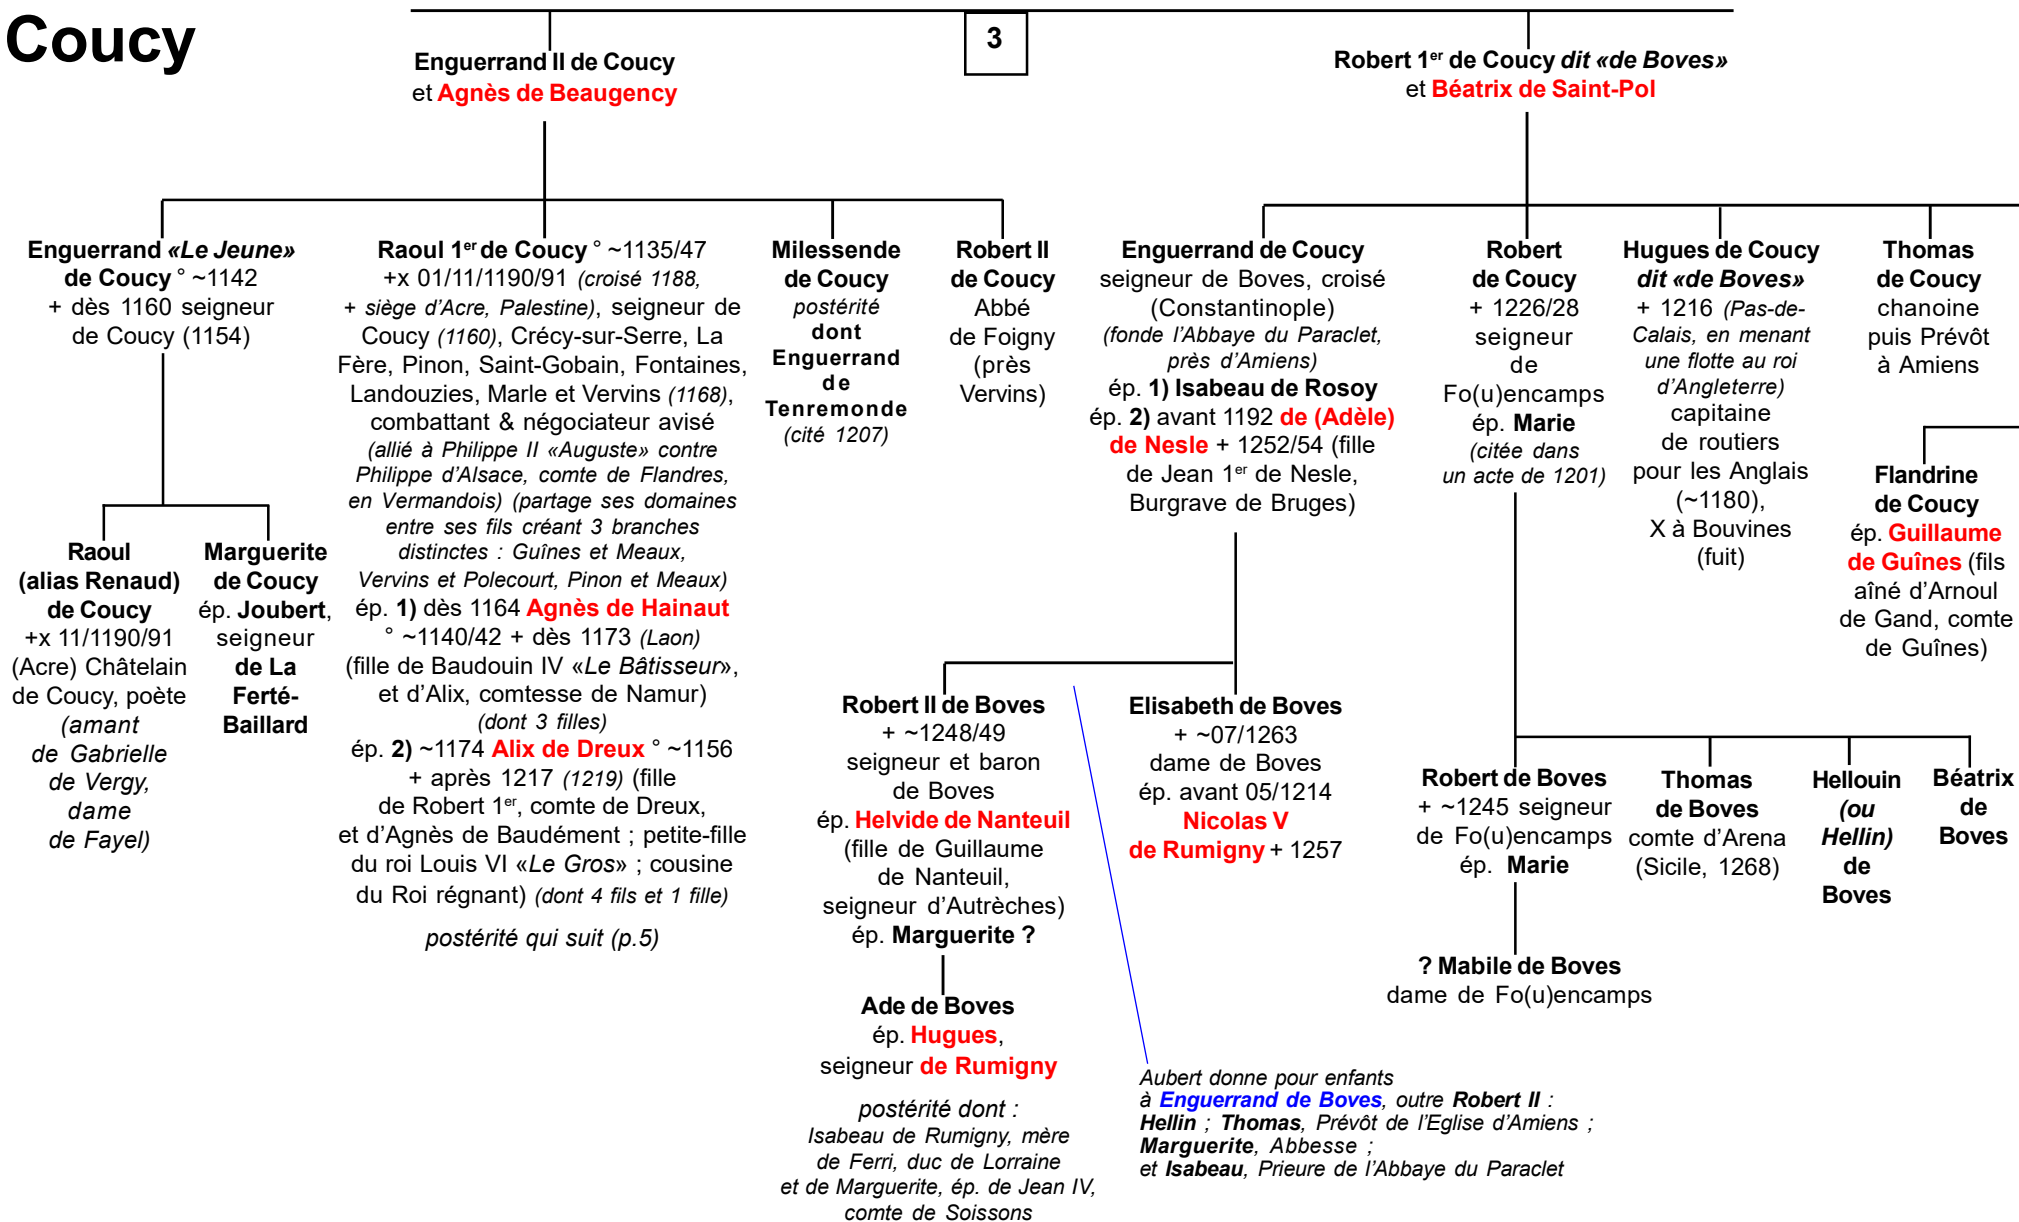 Coucy
3
Enguerrand II de Coucy
et Agnès de Beaugency
Robert 1er de Coucy dit «de Boves»
et Béatrix de Saint-Pol
Enguerrand «Le Jeune»
de Coucy ° ~1142
+ dès 1160 seigneur
de Coucy (1154)
Raoul 1er de Coucy ° ~1135/47
+x 01/11/1190/91 (croisé 1188,
+ siège d'Acre, Palestine), seigneur de
Coucy (1160), Crécy-sur-Serre, La
Fère, Pinon, Saint-Gobain, Fontaines,
Landouzies, Marle et Vervins (1168),
combattant & négociateur avisé
(allié à Philippe II «Auguste» contre
Philippe d'Alsace, comte de Flandres,
en Vermandois) (partage ses domaines
entre ses fils créant 3 branches
distinctes : Guînes et Meaux,
Vervins et Polecourt, Pinon et Meaux)
ép. 1) dès 1164 Agnès de Hainaut
° ~1140/42 + dès 1173 (Laon)
(fille de Baudouin IV «Le Bâtisseur»,
et d'Alix, comtesse de Namur)
(dont 3 filles)
ép. 2) ~1174 Alix de Dreux ° ~1156
+ après 1217 (1219) (fille
de Robert 1er, comte de Dreux,
et d'Agnès de Baudément ; petite-fille
du roi Louis VI «Le Gros» ; cousine
du Roi régnant) (dont 4 fils et 1 fille)
postérité qui suit (p.5)
Milessende
de Coucy
postérité
dont
Enguerrand
de
Tenremonde
(cité 1207)
Robert II
de Coucy
Abbé
de Foigny
(près
Vervins)
Enguerrand de Coucy
seigneur de Boves, croisé
(Constantinople)
(fonde l'Abbaye du Paraclet,
près d'Amiens)
ép. 1) Isabeau de Rosoy
ép. 2) avant 1192 de (Adèle)
de Nesle + 1252/54 (fille
de Jean 1er de Nesle,
Burgrave de Bruges)
Robert
de Coucy
+ 1226/28
seigneur
de
Fo(u)encamps
ép. Marie
(citée dans
un acte de 1201)
Hugues de Coucy
dit «de Boves»
+ 1216 (Pas-de-
Calais, en menant
une flotte au roi
d'Angleterre)
capitaine
de routiers
pour les Anglais
(~1180),
X à Bouvines
(fuit)
Thomas
de Coucy
chanoine
puis Prévôt
à Amiens
Flandrine
de Coucy
ép. Guillaume
de Guînes (fils
aîné d'Arnoul
de Gand, comte
de Guînes)
Raoul
(alias Renaud)
de Coucy
+x 11/1190/91
(Acre) Châtelain
de Coucy, poète
(amant
de Gabrielle
de Vergy,
dame
de Fayel)
Marguerite
de Coucy
ép. Joubert,
seigneur
de La
Ferté-
Baillard
Robert II de Boves
+ ~1248/49
seigneur et baron
de Boves
ép. Helvide de Nanteuil
(fille de Guillaume
de Nanteuil,
seigneur d'Autrèches)
ép. Marguerite ?
Elisabeth de Boves
+ ~07/1263
dame de Boves
ép. avant 05/1214
Nicolas V
de Rumigny + 1257
Robert de Boves
+ ~1245 seigneur
de Fo(u)encamps
ép. Marie
Thomas
de Boves
comte d'Arena
(Sicile, 1268)
Hellouin
(ou
Hellin)
de
Boves
Béatrix
de
Boves
? Mabile de Boves
dame de Fo(u)encamps
Ade de Boves
ép. Hugues,
seigneur de Rumigny
postérité dont :
Isabeau de Rumigny, mère
de Ferri, duc de Lorraine
et de Marguerite, ép. de Jean IV,
comte de Soissons
Aubert donne pour enfants
à Enguerrand de Boves, outre Robert II :
Hellin ; Thomas, Prévôt de l'Eglise d'Amiens ;
Marguerite, Abbesse ;
et Isabeau, Prieure de l'Abbaye du Paraclet